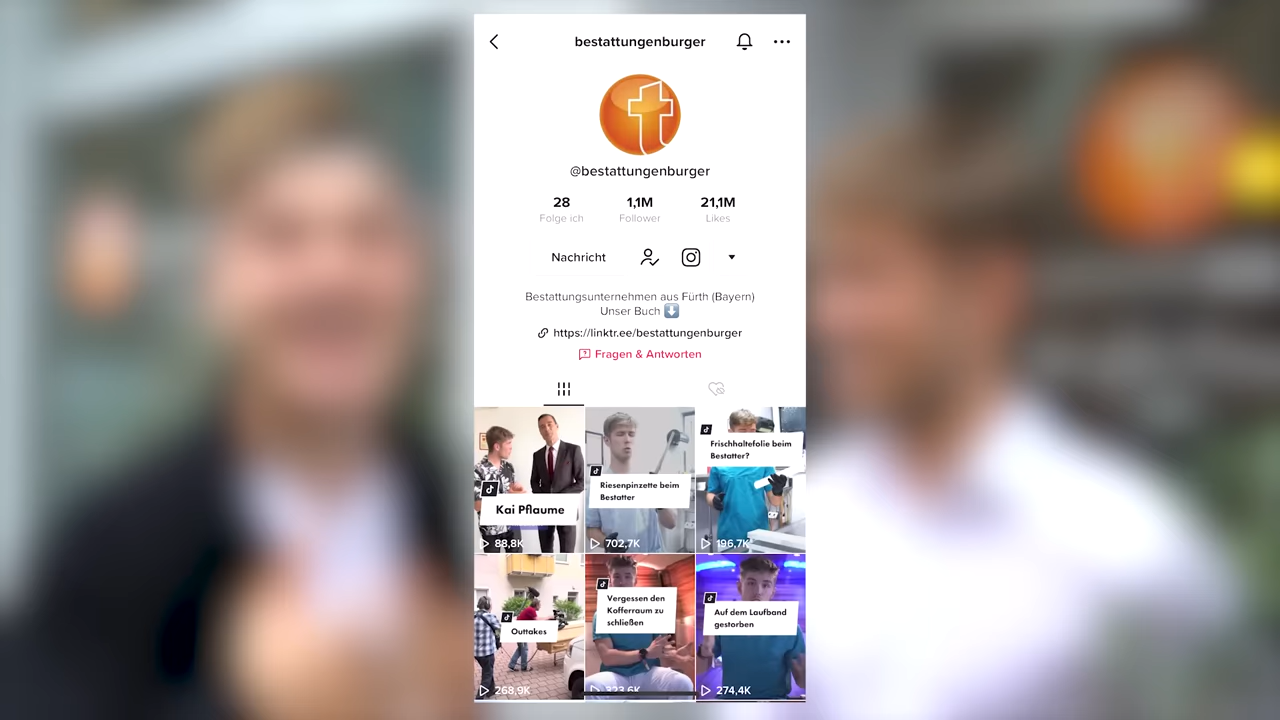 bestattungenburger
@bestattungenburger
28 1,1M 21,1M
Folge ich Follower Likes
Nachricht
Bestattungsunternehmen aus Fürth (Bayern)
Unser Buch ⬇️
https://linktr.ee/bestattungenburger
Fragen & Antworten
Kai Pflaume
88,8K
Riesenpinzette beim
Bestatter
702,7K
Frischhaltefolie beim
Bestatter?
196,7K
Outtakes
268,9K
Vergessen den
Kofferraum zu
schließen
323,6K
Auf dem Laufband
gestorben
274,4K